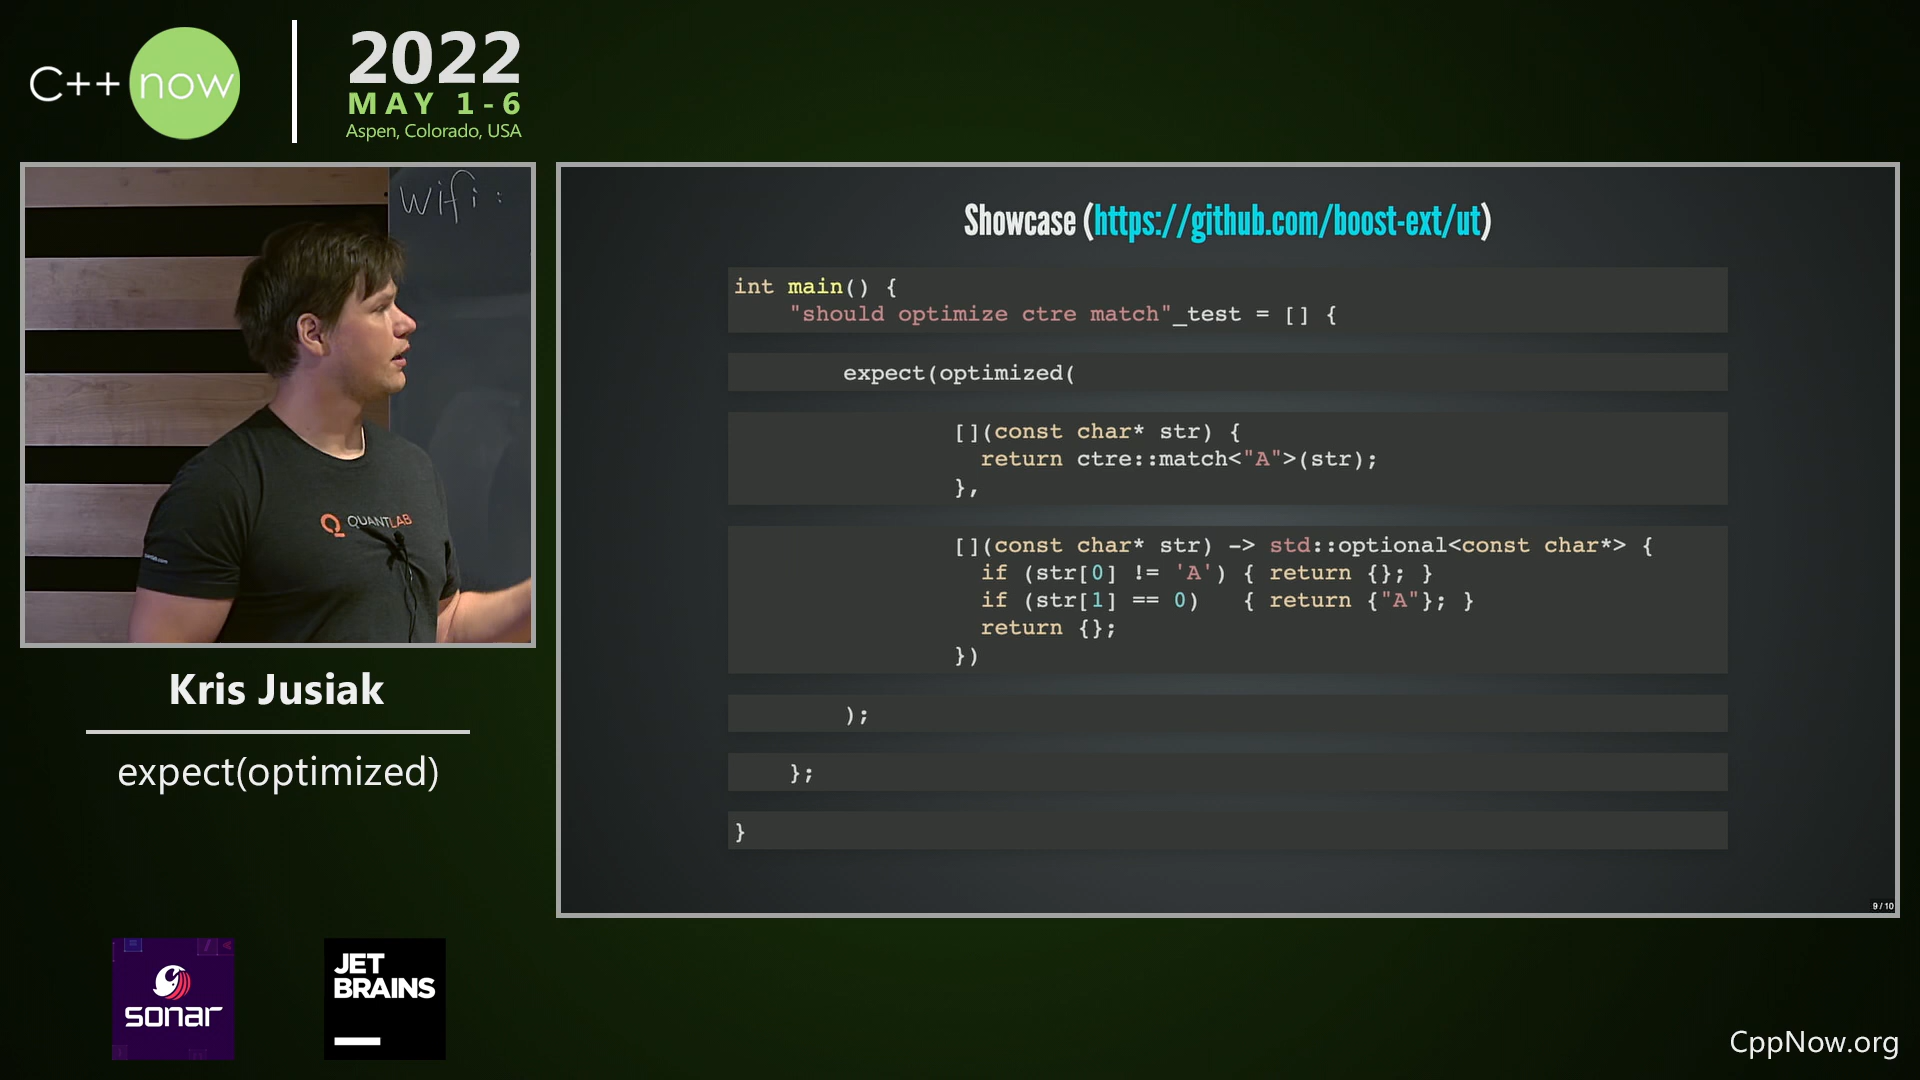 C++ now
2022
MAY 1-6
Aspen, Colorado, USA
Wifi:
QUANTLAB
Kris Jusiak
expect(optimized)
Showcase (https://github.com/boost-ext/ut)
int main() {
"should optimize ctre match"_test = [] {
expect(optimized(
[](const char* str) {
return ctre::match<"A">(str);
},
[](const char* str) -> std::optional<const char*> {
if (str[0] != 'A') { return {}; }
if (str[1] == 0) { return {"A"}; }
return {};
})
);
};
}
9 / 10
sonar
JET
BRAINS
CppNow.org